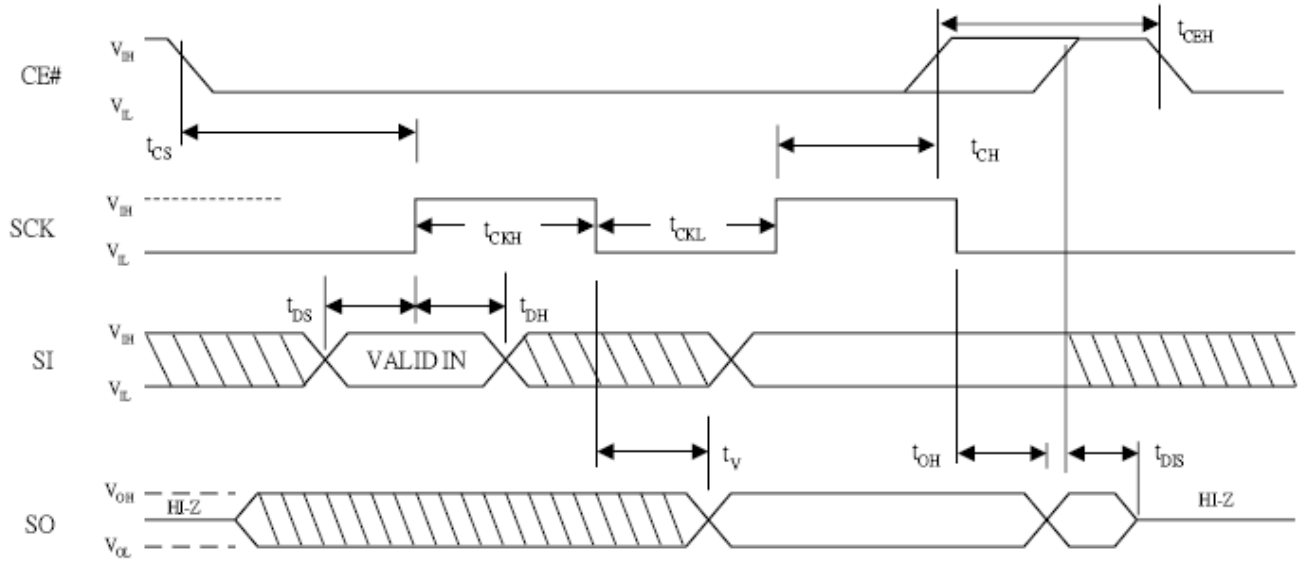 CE#
V_IH
V_IL
t_CEH
t_CS
t_CH
SCK
V_IH
V_IL
t_CKH
t_CKL
SI
V_IH
V_IL
t_DS
t_DH
VALID IN
SO
V_OH
V_OL
HI-Z
t_V
t_OH
t_DIS
HI-Z